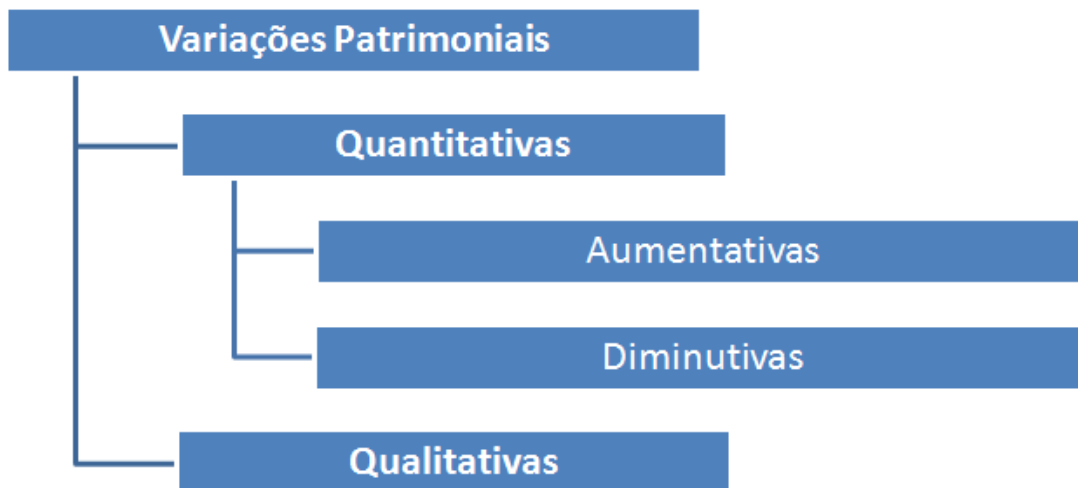 Variações Patrimoniais
Quantitativas
Aumentativas
Diminutivas
Qualitativas